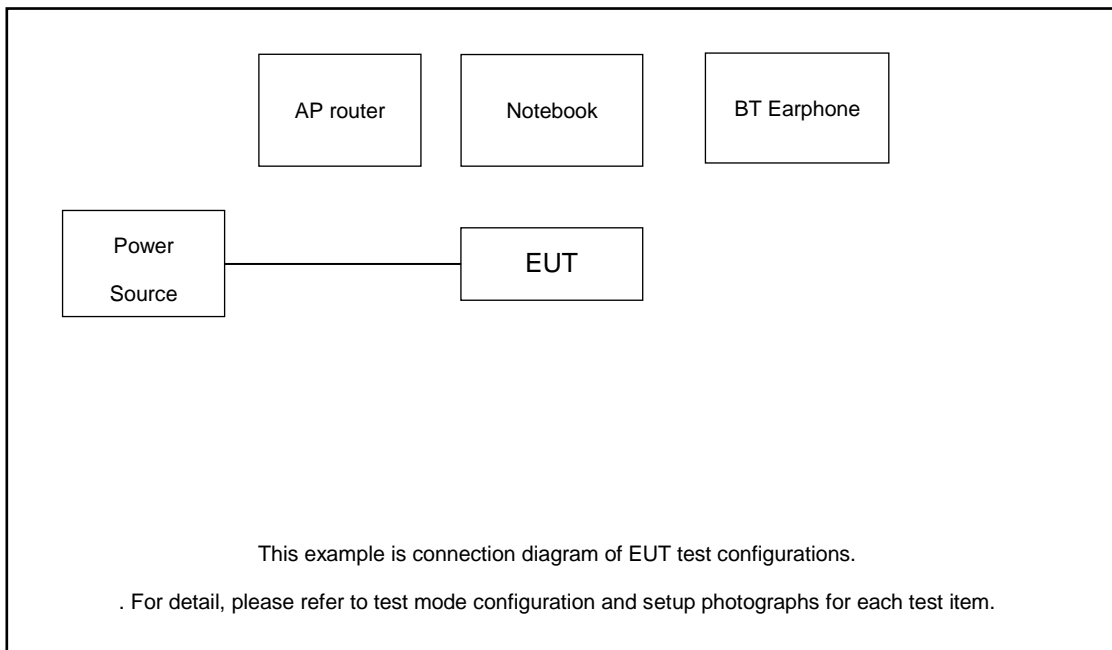 AP router
Notebook
BT Earphone
Power
Source
EUT
This example is connection diagram of EUT test configurations.
. For detail, please refer to test mode configuration and setup photographs for each test item.